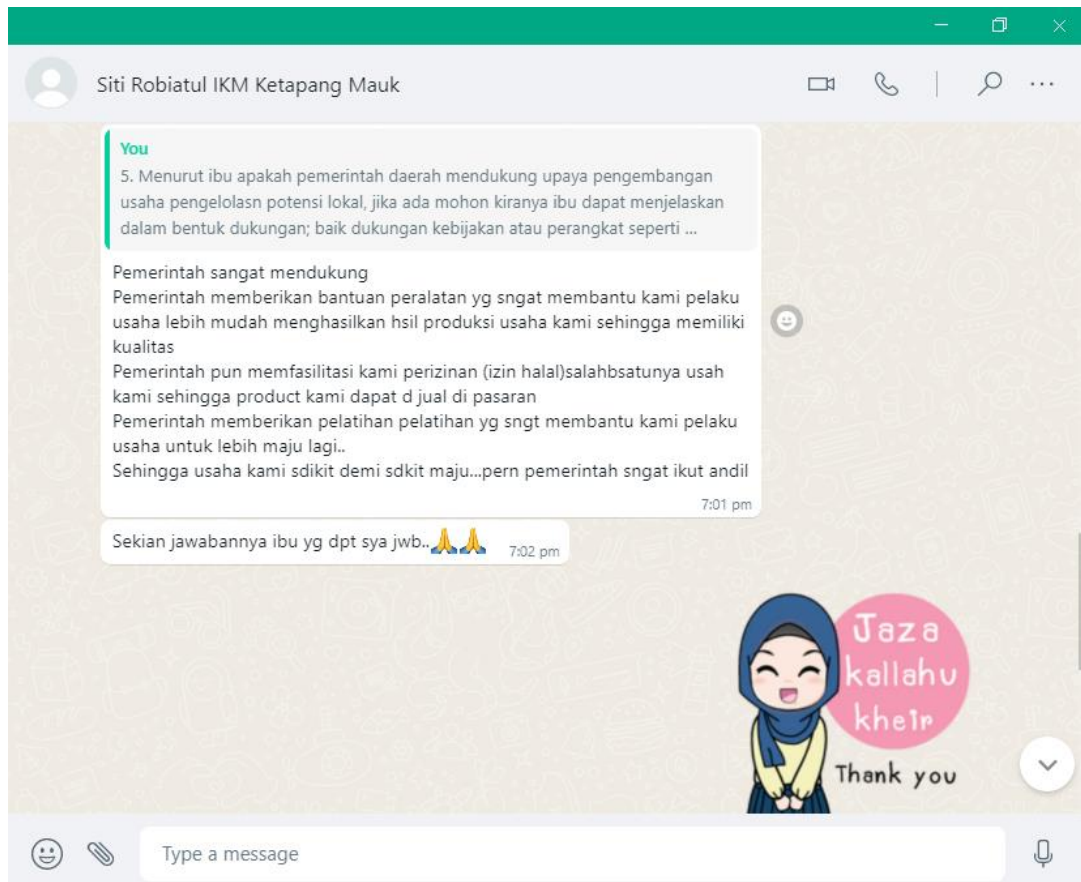 Siti Robiatul IKM Ketapang Mauk
You
5. Menurut ibu apakah pemerintah daerah mendukung upaya pengembangan
usaha pengelolasn potensi lokal, jika ada mohon kiranya ibu dapat menjelaskan
dalam bentuk dukungan; baik dukungan kebijakan atau perangkat seperti ...
Pemerintah sangat mendukung
Pemerintah memberikan bantuan peralatan yg sngat membantu kami pelaku
usaha lebih mudah menghasilkan hsil produksi usaha kami sehingga memiliki
kualitas
Pemerintah pun memfasilitasi kami perizinan (izin halal)salahbsatunya usah
kami sehingga product kami dapat d jual di pasaran
Pemerintah memberikan pelatihan pelatihan yg sngt membantu kami pelaku
usaha untuk lebih maju lagi..
Sehingga usaha kami sdikit demi sdkit maju...pern pemerintah sngat ikut andil
7:01 pm
Sekian jawabannya ibu yg dpt sya jwb..🙏🙏 7:02 pm
Jaza
kallahu
kheir
Thank you
Type a message